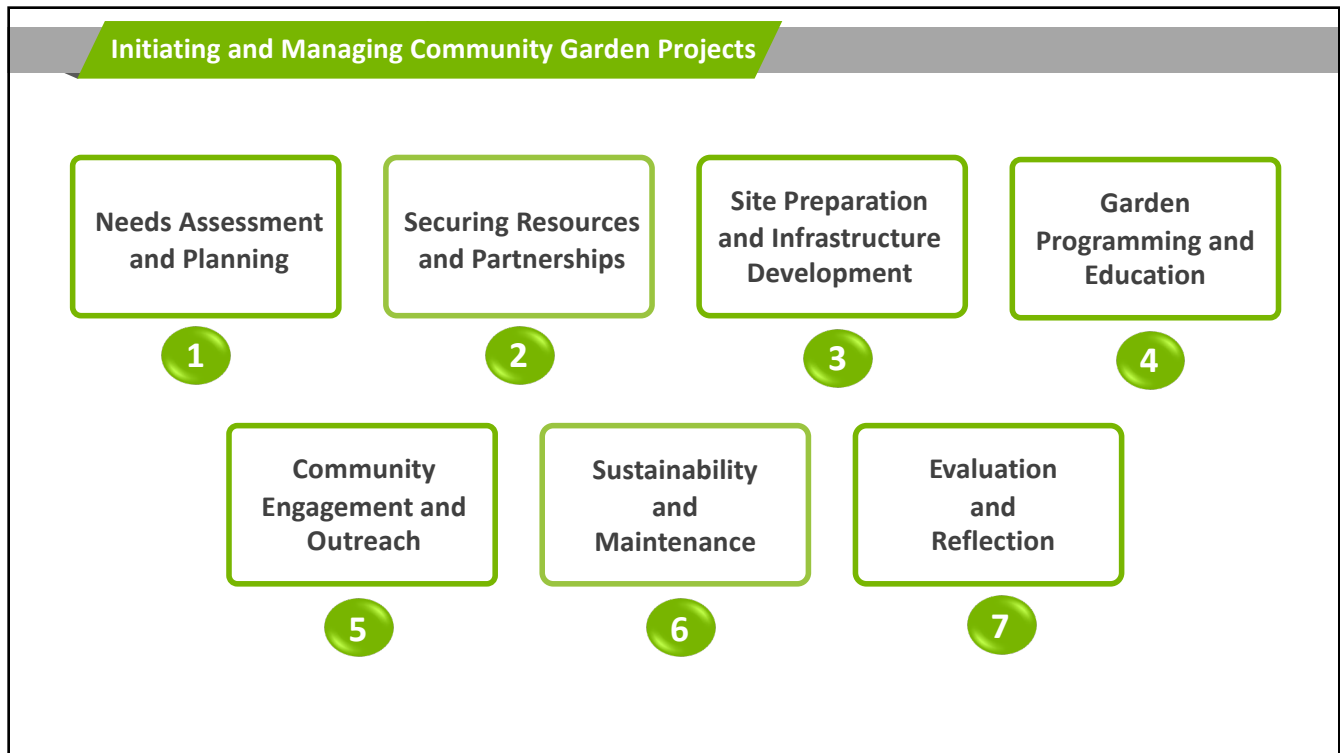 Initiating and Managing Community Garden Projects
Needs Assessment
and Planning
1
Securing Resources
and Partnerships
2
Site Preparation
and Infrastructure
Development
3
Garden
Programming and
Education
4
Community
Engagement and
Outreach
5
Sustainability
and
Maintenance
6
Evaluation
and
Reflection
7